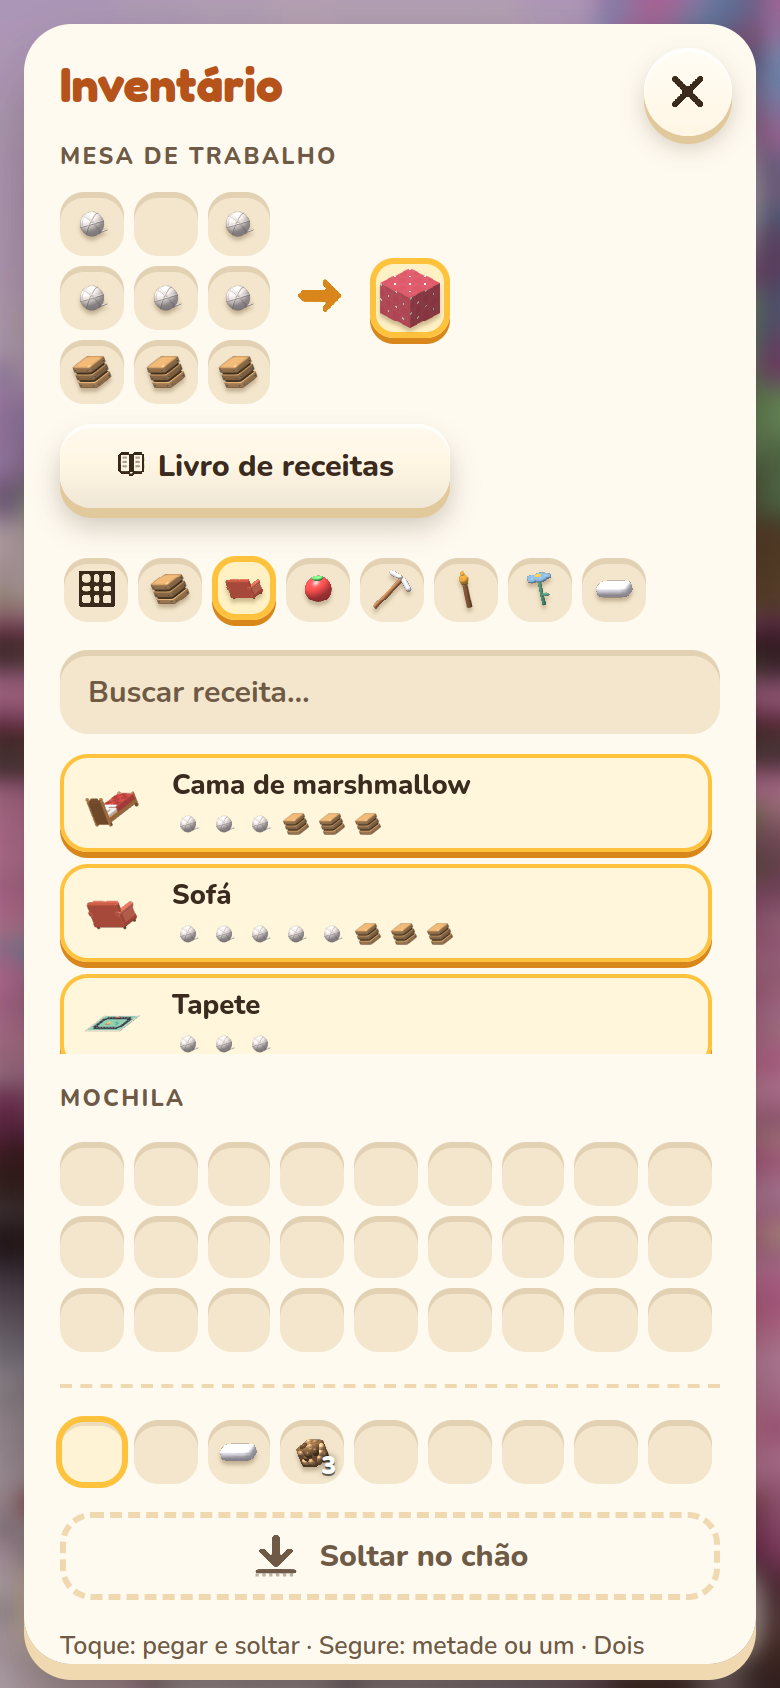 Inventário
MESA DE TRABALHO
Livro de receitas
Buscar receita...
Cama de marshmallow
Sofá
Tapete
MOCHILA
3
Soltar no chão
Toque: pegar e soltar · Segure: metade ou um · Dois